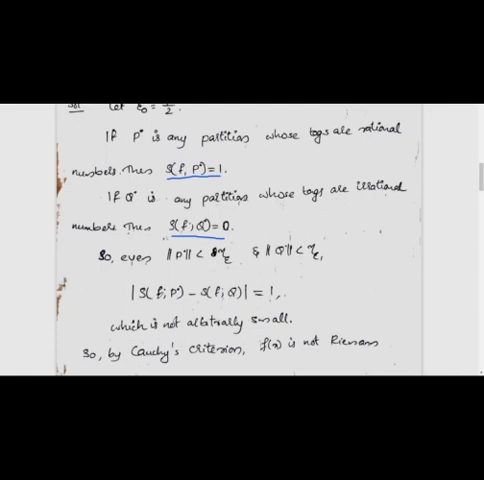 Sol Let ε₀ = 1/2.
If Ṗ is any partition whose tags are rational
numbers. Then S(f, Ṗ) = 1.
If Q̇ is any partition whose tags are irrational
numbers Then S(f; Q̇) = 0.
So, even ||Ṗ|| < η_ε & ||Q̇|| < η_ε,
|S(f; Ṗ) - S(f; Q̇)| = 1,
which is not arbitrarily small.
So, by Cauchy's criterion, f(x) is not Riemann